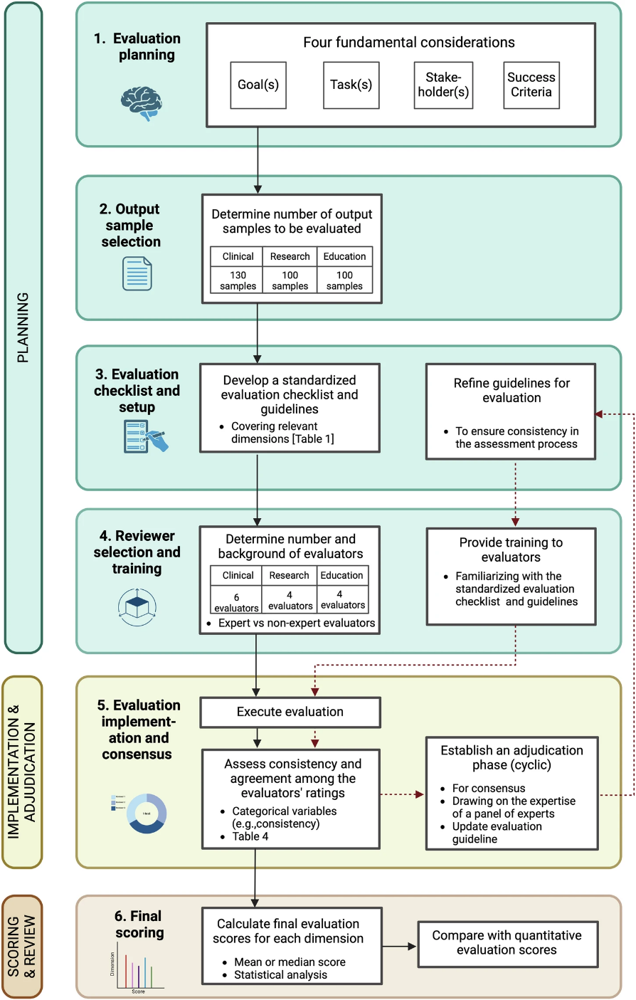 PLANNING
1. Evaluation
planning
Four fundamental considerations
Goal(s)
Task(s)
Stake-
holder(s)
Success
Criteria
2. Output
sample
selection
Determine number of output
samples to be evaluated
Clinical
Research
Education
130
samples
100
samples
100
samples
3. Evaluation
checklist and
setup
Develop a standardized
evaluation checklist and
guidelines
• Covering relevant
dimensions [Table 1]
Refine guidelines for
evaluation
• To ensure consistency in
the assessment process
4. Reviewer
selection and
training
Determine number and
background of evaluators
Clinical
Research
Education
6
evaluators
4
evaluators
4
evaluators
• Expert vs non-expert evaluators
Provide training to
evaluators
• Familiarizing with the
standardized evaluation
checklist and guidelines
IMPLEMENTATION &
ADJUDICATION
5. Evaluation
implement-
ation and
consensus
Execute evaluation
Assess consistency and
agreement among the
evaluators' ratings
• Categorical variables
(e.g.,consistency)
• Table 4
Establish an adjudication
phase (cyclic)
• For consensus
• Drawing on the expertise
of a panel of experts
• Update evaluation
guideline
SCORING
& REVIEW
6. Final
scoring
Dimension
Score
Calculate final evaluation
scores for each dimension
• Mean or median score
• Statistical analysis
Compare with quantitative
evaluation scores